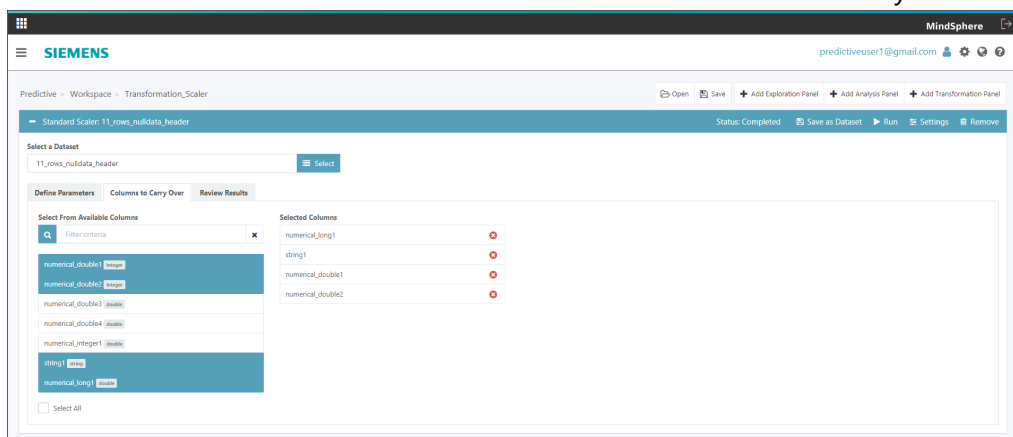 MindSphere
SIEMENS
predictiveuser1@gmail.com
Predictive > Workspace > Transformation_Scaler
Open Save Add Exploration Panel Add Analysis Panel Add Transformation Panel
Standard Scaler: 11_rows_nulldata_header
Status: Completed Save as Dataset Run Settings Remove
Select a Dataset
11_rows_nulldata_header Select
Define Parameters Columns to Carry Over Review Results
Select From Available Columns
Filter criteria
numerical_double1 integer
numerical_double2 integer
numerical_double3 double
numerical_double4 double
numerical_integer1 double
string1 string
numerical_long1 double
Select All
Selected Columns
numerical_long1
string1
numerical_double1
numerical_double2